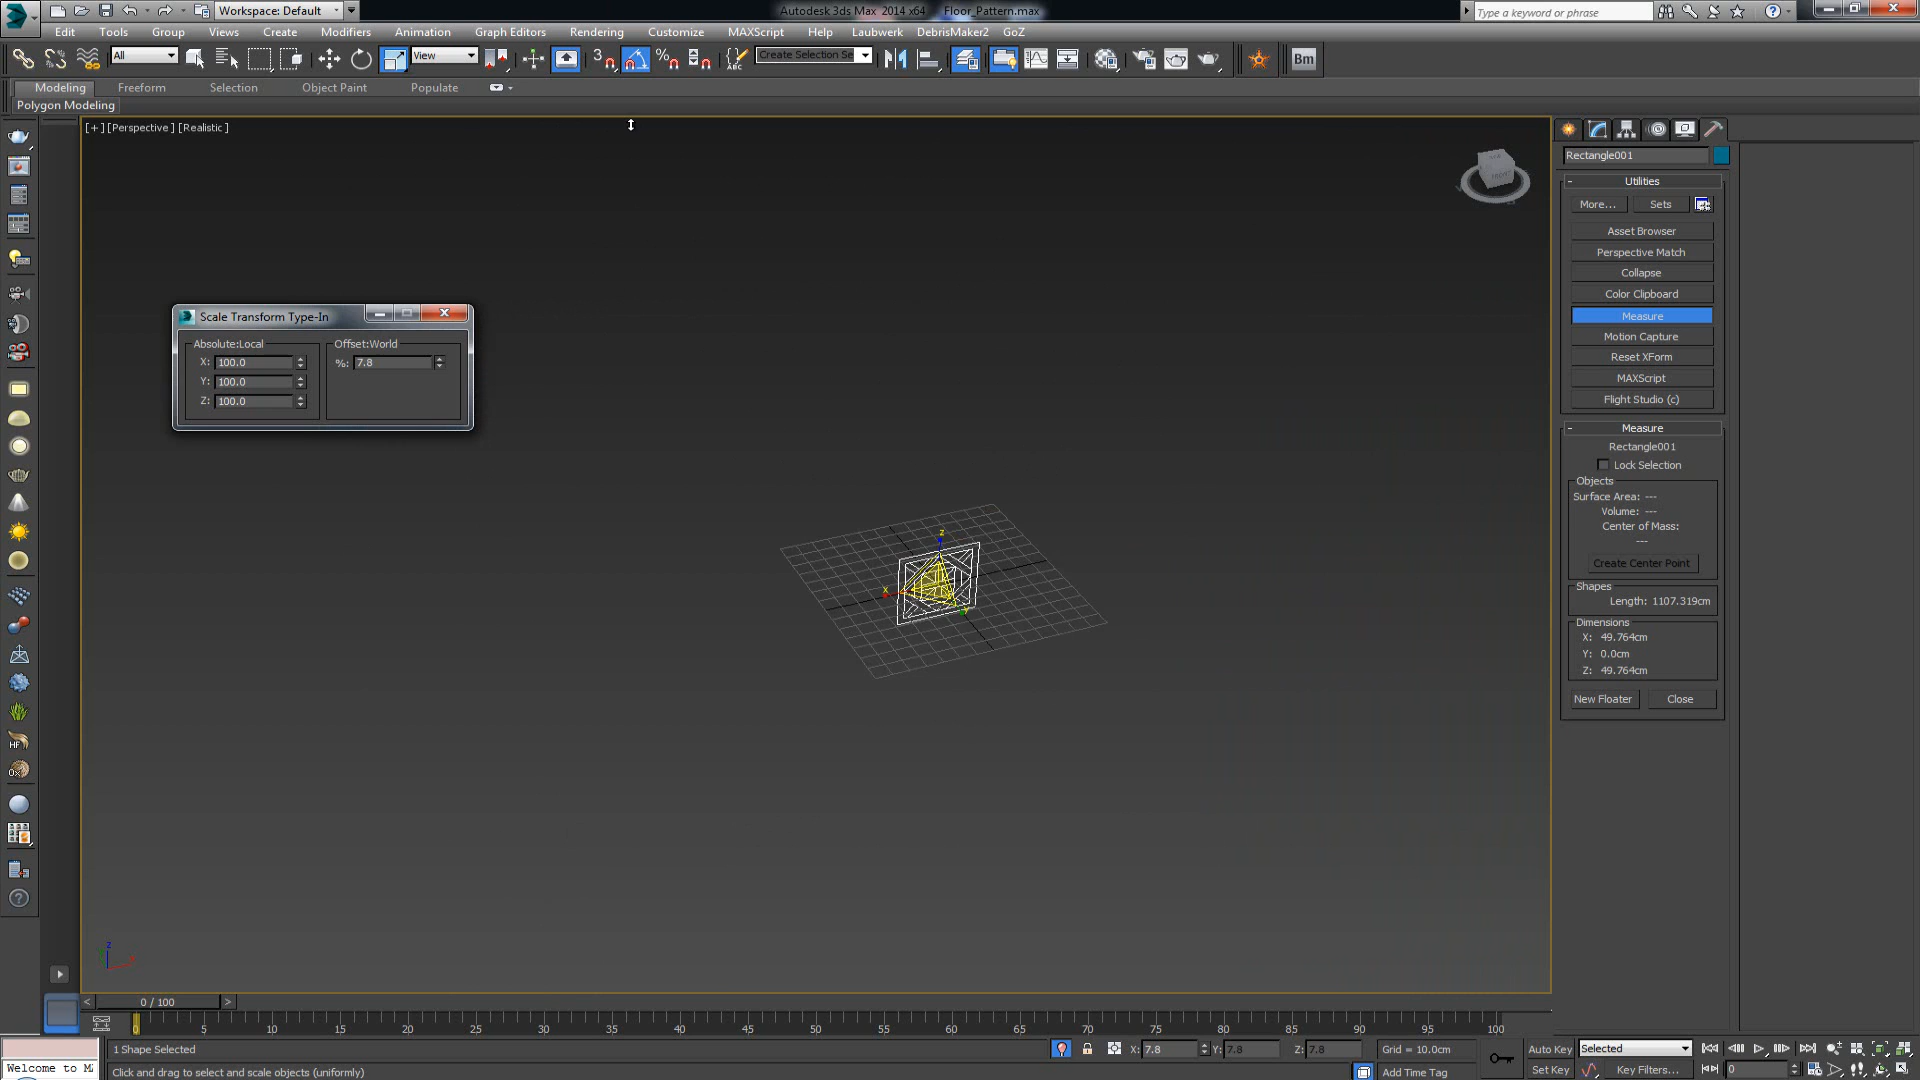 Workspace: Default
Autodesk 3ds Max 2014 x64 Floor_Pattern.max
Type a keyword or phrase
Edit Tools Group Views Create Modifiers Animation Graph Editors Rendering Customize MAXScript Help Laubwerk DebrisMaker2 GoZ
All
View
3
Create Selection Se
Bm
Modeling Freeform Selection Object Paint Populate
Polygon Modeling
[+] [Perspective] [Realistic]
Rectangle001
- Utilities
More... Sets
Asset Browser
Perspective Match
Collapse
Color Clipboard
Measure
Motion Capture
Reset XForm
MAXScript
Flight Studio (c)
- Measure
Rectangle001
Lock Selection
Objects
Surface Area: ---
Volume: ---
Center of Mass:
---
Create Center Point
Shapes
Length: 1107.319cm
Dimensions
X: 49.764cm
Y: 0.0cm
Z: 49.764cm
New Floater Close
Scale Transform Type-In
Absolute:Local Offset:World
X: 100.0 %: 7.8
Y: 100.0
Z: 100.0
z
x
y
HF
z
< 0 / 100 >
0 5 10 15 20 25 30 35 40 45 50 55 60 65 70 75 80 85 90 95 100
1 Shape Selected X: 7.8 Y: 7.8 Z: 7.8 Grid = 10.0cm Auto Key Selected
Welcome to MA Click and drag to select and scale objects (uniformly) Add Time Tag Set Key Key Filters... 0